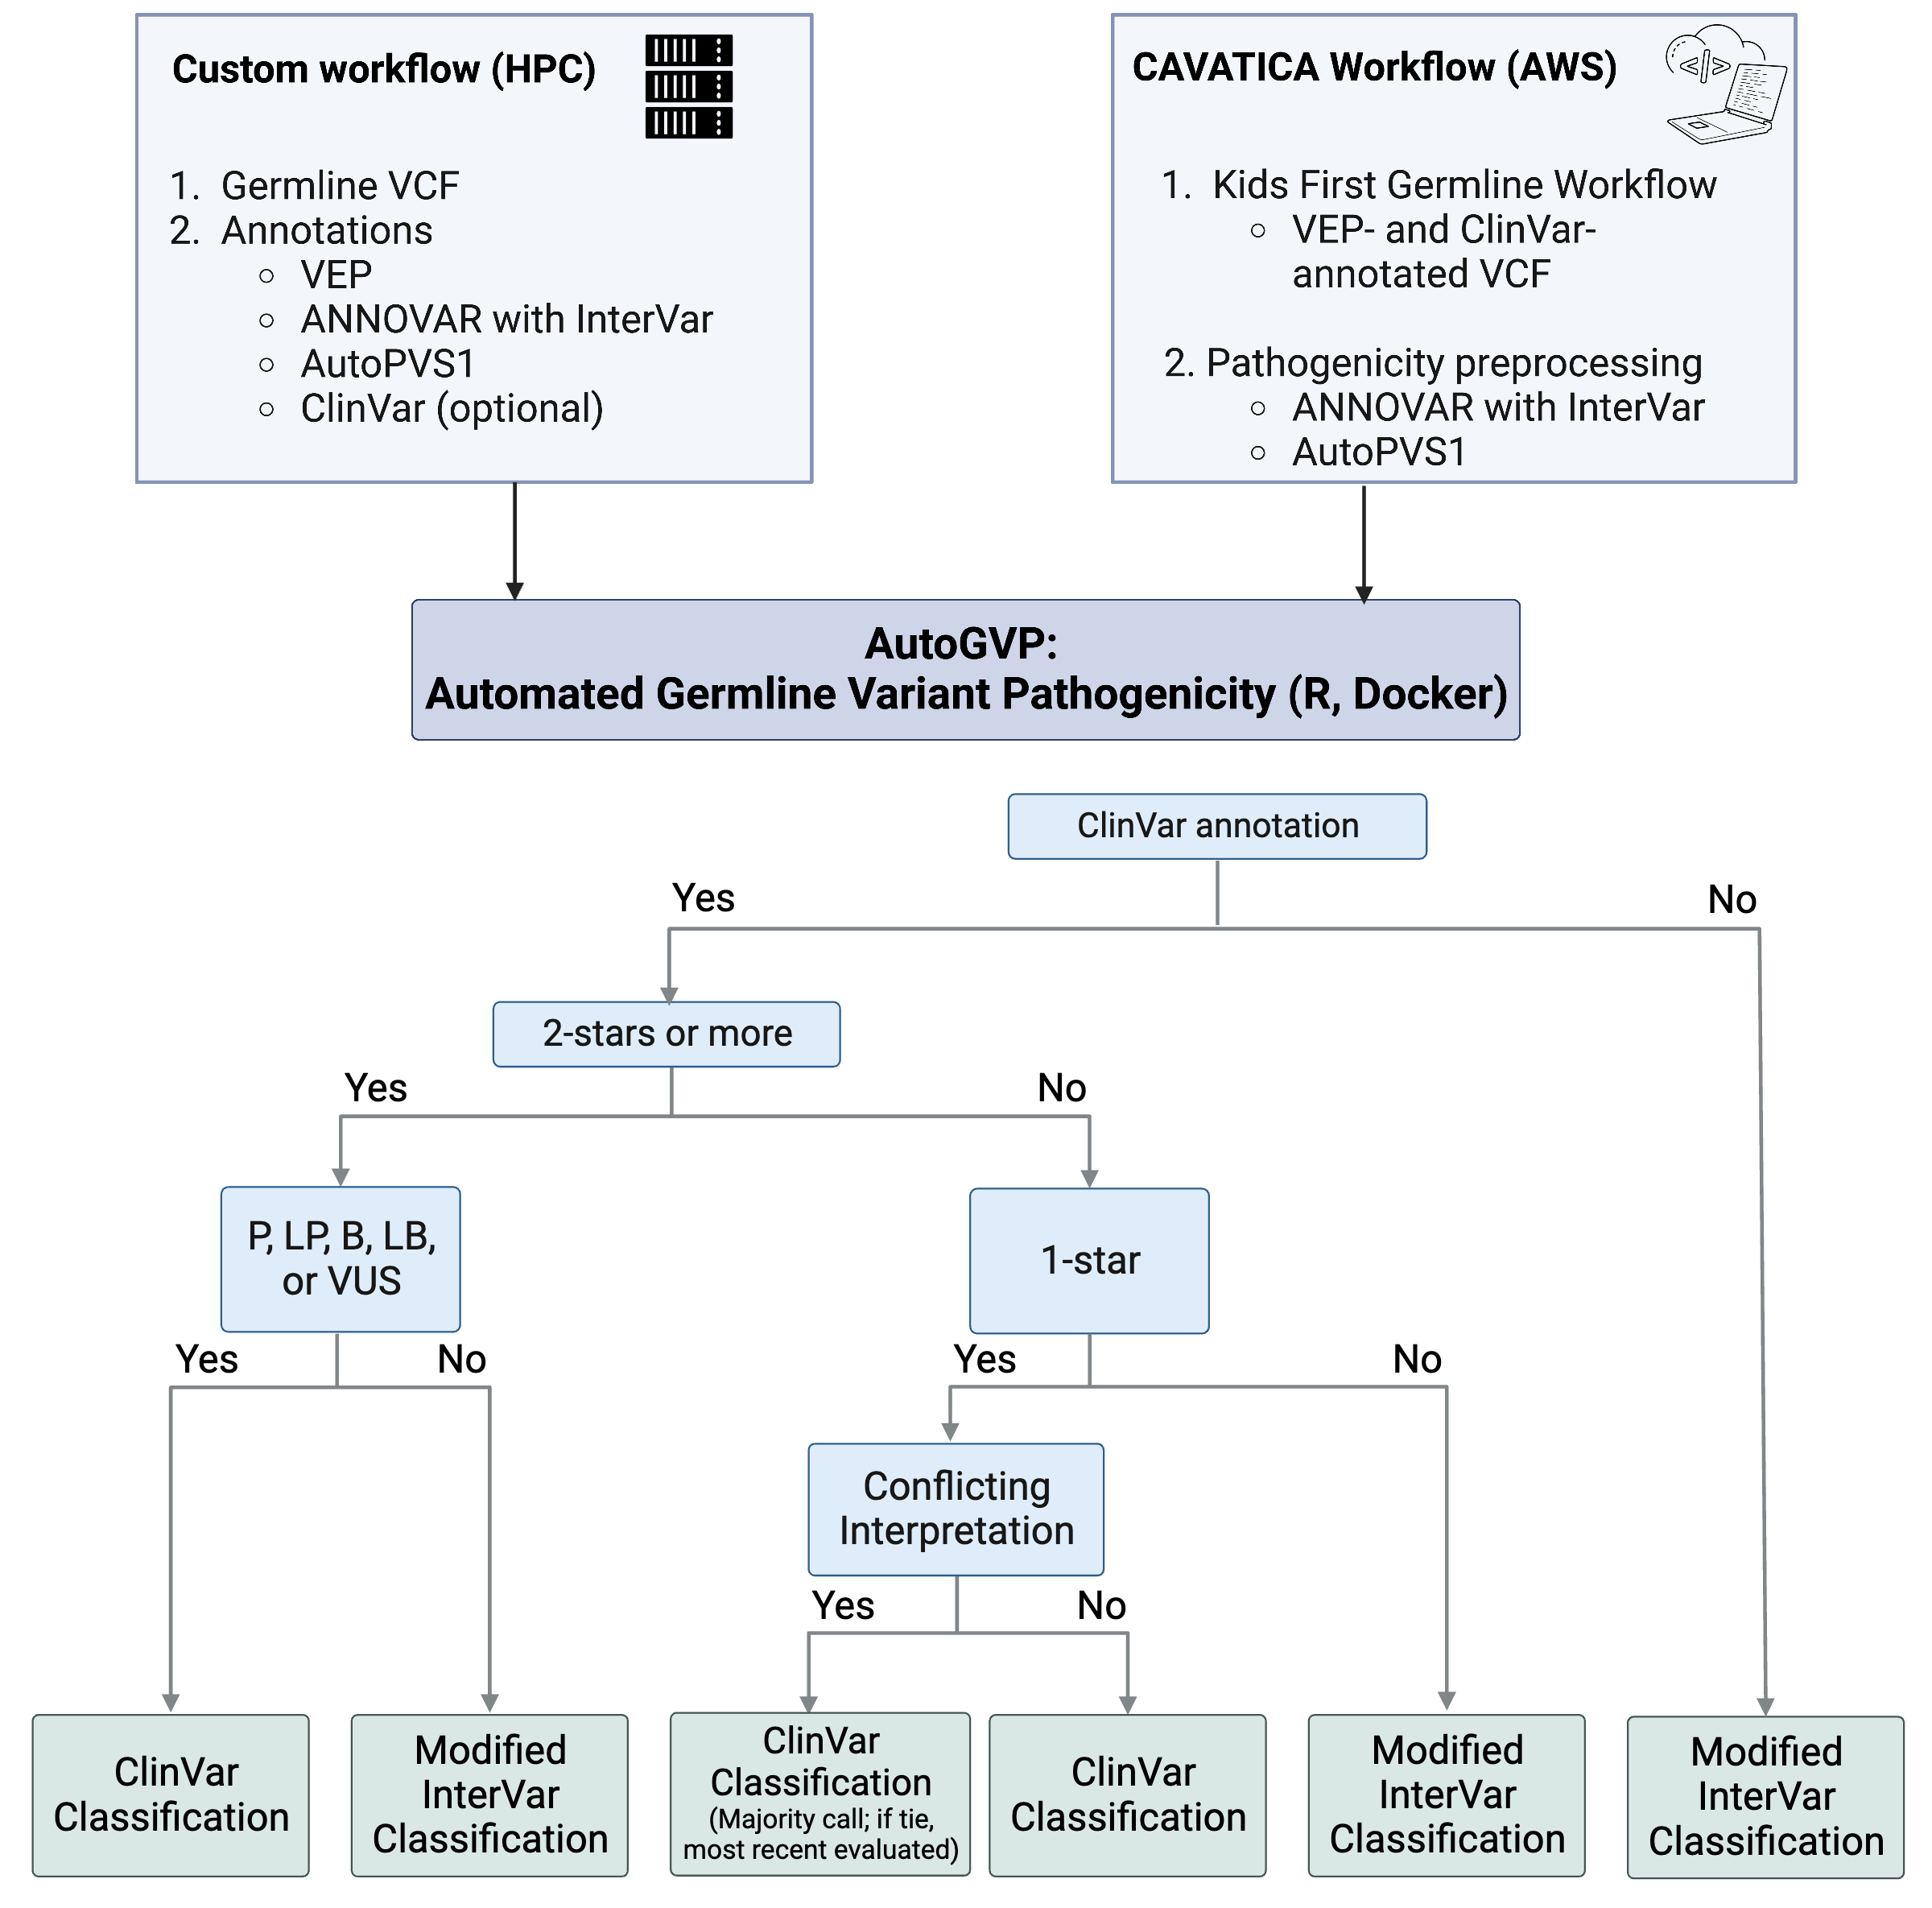 Custom workflow (HPC)
1. Germline VCF
2. Annotations
○ VEP
○ ANNOVAR with InterVar
○ AutoPVS1
○ ClinVar (optional)
CAVATICA Workflow (AWS)
</>
1. Kids First Germline Workflow
○ VEP- and ClinVar-
annotated VCF
2. Pathogenicity preprocessing
○ ANNOVAR with InterVar
○ AutoPVS1
AutoGVP:
Automated Germline Variant Pathogenicity (R, Docker)
ClinVar annotation
Yes
No
2-stars or more
Yes
No
P, LP, B, LB,
or VUS
1-star
Yes
No
Yes
No
Conflicting
Interpretation
Yes
No
ClinVar
Classification
Modified
InterVar
Classification
ClinVar
Classification
(Majority call; if tie,
most recent evaluated)
ClinVar
Classification
Modified
InterVar
Classification
Modified
InterVar
Classification